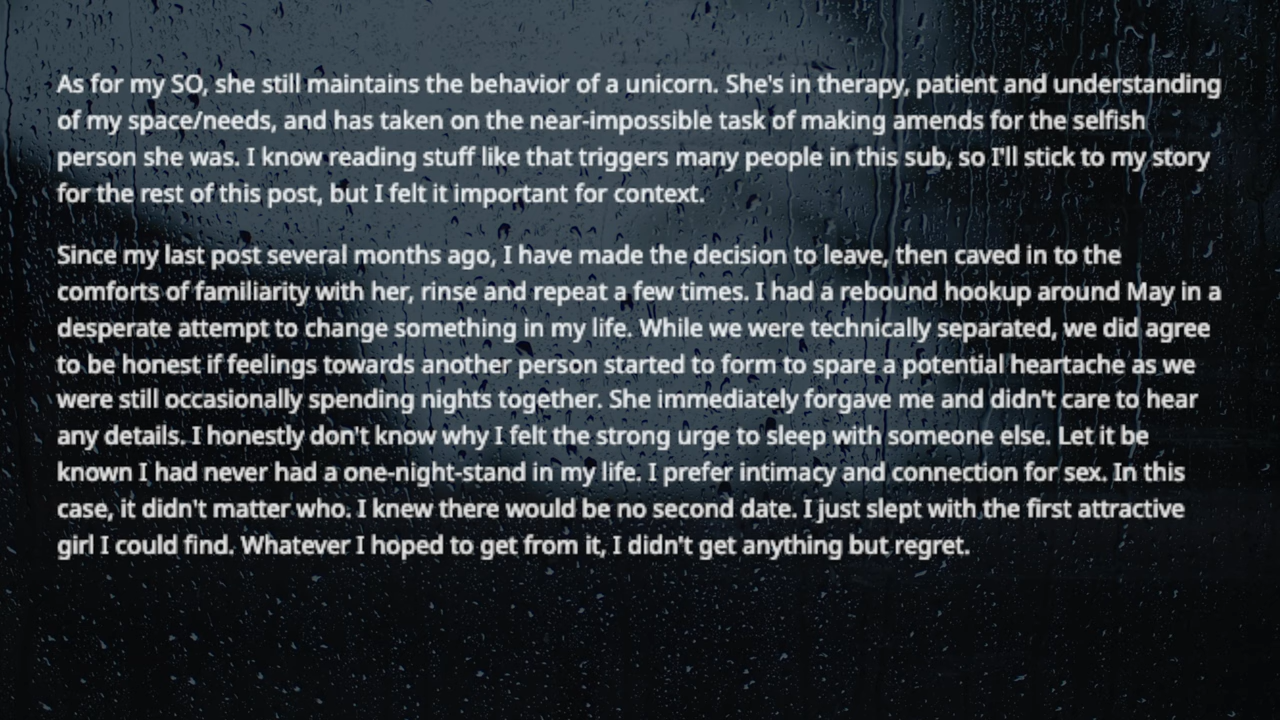 As for my SO, she still maintains the behavior of a unicorn. She's in therapy, patient and understanding
of my space/needs, and has taken on the near-impossible task of making amends for the selfish
person she was. I know reading stuff like that triggers many people in this sub, so I'll stick to my story
for the rest of this post, but I felt it important for context.
Since my last post several months ago, I have made the decision to leave, then caved in to the
comforts of familiarity with her, rinse and repeat a few times. I had a rebound hookup around May in a
desperate attempt to change something in my life. While we were technically separated, we did agree
to be honest if feelings towards another person started to form to spare a potential heartache as we
were still occasionally spending nights together. She immediately forgave me and didn't care to hear
any details. I honestly don't know why I felt the strong urge to sleep with someone else. Let it be
known I had never had a one-night-stand in my life. I prefer intimacy and connection for sex. In this
case, it didn't matter who. I knew there would be no second date. I just slept with the first attractive
girl I could find. Whatever I hoped to get from it, I didn't get anything but regret.